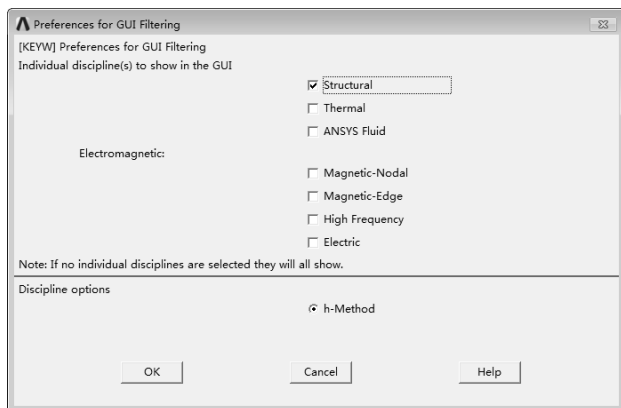 Preferences for GUI Filtering
[KEYW] Preferences for GUI Filtering
Individual discipline(s) to show in the GUI
Structural
Thermal
ANSYS Fluid
Electromagnetic:
Magnetic-Nodal
Magnetic-Edge
High Frequency
Electric
Note: If no individual disciplines are selected they will all show.
Discipline options
h-Method
OK Cancel Help